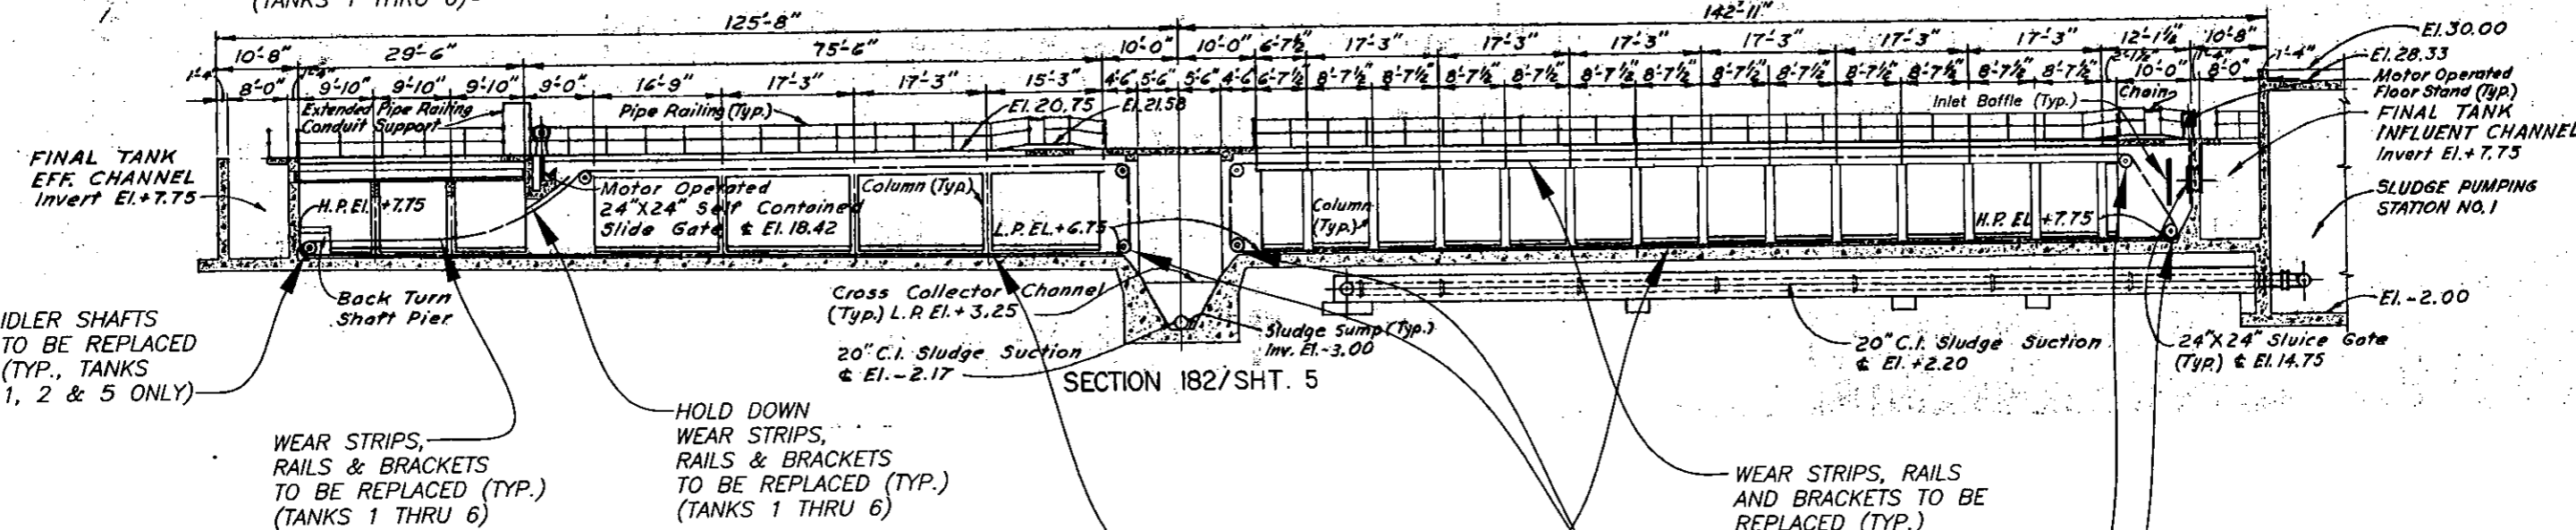 (TANKS 1 THRU 6)
125'-8"
142'-11"
10'-8"
29'-6"
75'-6"
10'-0"
10'-0"
6'-7½"
17'-3"
17'-3"
17'-3"
17'-3"
17'-3"
17'-3"
12'-1¼"
10'-8"
1'-4"
8'-0"
9'-10"
9'-10"
9'-10"
9'-0"
16'-9"
17'-3"
17'-3"
15'-3"
4'-6"
5'-6"
5'-6"
4'-6"
6'-7½"
8'-7½"
8'-7½"
8'-7½"
8'-7½"
8'-7½"
8'-7½"
8'-7½"
8'-7½"
8'-7½"
8'-7½"
8'-7½"
8'-7½"
2'-1½"
10'-0"
1'-4"
8'-0"
1'-4"
El.30.00
El.28.33
Motor Operated
Floor Stand (Typ.)
FINAL TANK
INFLUENT CHANNEL
Invert El.+7.75
SLUDGE PUMPING
STATION NO.1
El.-2.00
Extended Pipe Railing
Conduit Support
Pipe Railing (Typ.)
El.20.75
El.21.58
Inlet Baffle (Typ.)
Chain
FINAL TANK
EFF. CHANNEL
Invert El.+7.75
H.P.El. +7.75
Motor Operated
24"X24" Self Contained
Slide Gate ℄ El.18.42
Column (Typ.)
L.P.EL.+6.75
Column
(Typ.)
H.P.EL +7.75
Back Turn
Shaft Pier
Cross Collector Channel
(Typ.) L.P. El.+3.25
20" C.I. Sludge Suction
℄ El.-2.17
Sludge Sump (Typ.)
Inv. El.-3.00
20" C.I. Sludge Suction
℄ El.+2.20
24"X24" Sluice Gate
(Typ.) ℄ El.14.75
SECTION 182/SHT. 5
IDLER SHAFTS
TO BE REPLACED
(TYP., TANKS
1, 2 & 5 ONLY)
WEAR STRIPS,
RAILS & BRACKETS
TO BE REPLACED (TYP.)
(TANKS 1 THRU 6)
HOLD DOWN
WEAR STRIPS,
RAILS & BRACKETS
TO BE REPLACED (TYP.)
(TANKS 1 THRU 6)
WEAR STRIPS, RAILS
AND BRACKETS TO BE
REPLACED (TYP.)